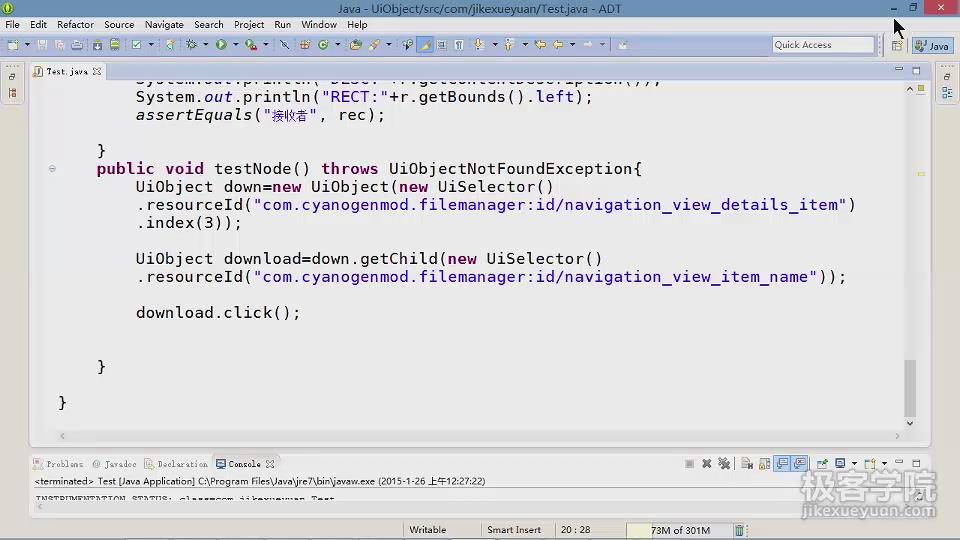 Java - UiObject/src/com/jikexueyuan/Test.java - ADT
File Edit Refactor Source Navigate Search Project Run Window Help
Quick Access
Java
Test.java
System.out.println("DESC:"+r.getContentDescription());
System.out.println("RECT:"+r.getBounds().left);
assertEquals("接收者", rec);
}
public void testNode() throws UiObjectNotFoundException{
UiObject down=new UiObject(new UiSelector()
.resourceId("com.cyanogenmod.filemanager:id/navigation_view_details_item")
.index(3));
UiObject download=down.getChild(new UiSelector()
.resourceId("com.cyanogenmod.filemanager:id/navigation_view_item_name"));
download.click();
}
}
Problems @ Javadoc Declaration Console
<terminated> Test [Java Application] C:\Program Files\Java\jre7\bin\javaw.exe (2015-1-26 上午12:27:22)
INSTRUMENTATION_STATUS: class=com.jikexueyuan.Test
极客学院
jikexueyuan.com
Writable Smart Insert 20 : 28 73M of 301M